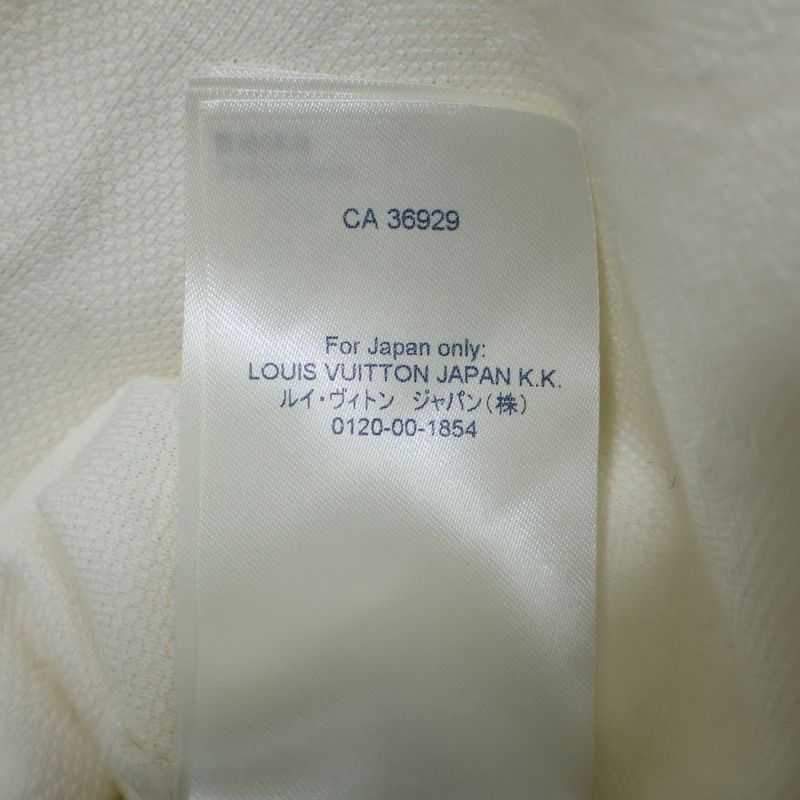 CA 36929
For Japan only:
LOUIS VUITTON JAPAN K.K.
ルイ・ヴィトン ジャパン(株)
0120-00-1854